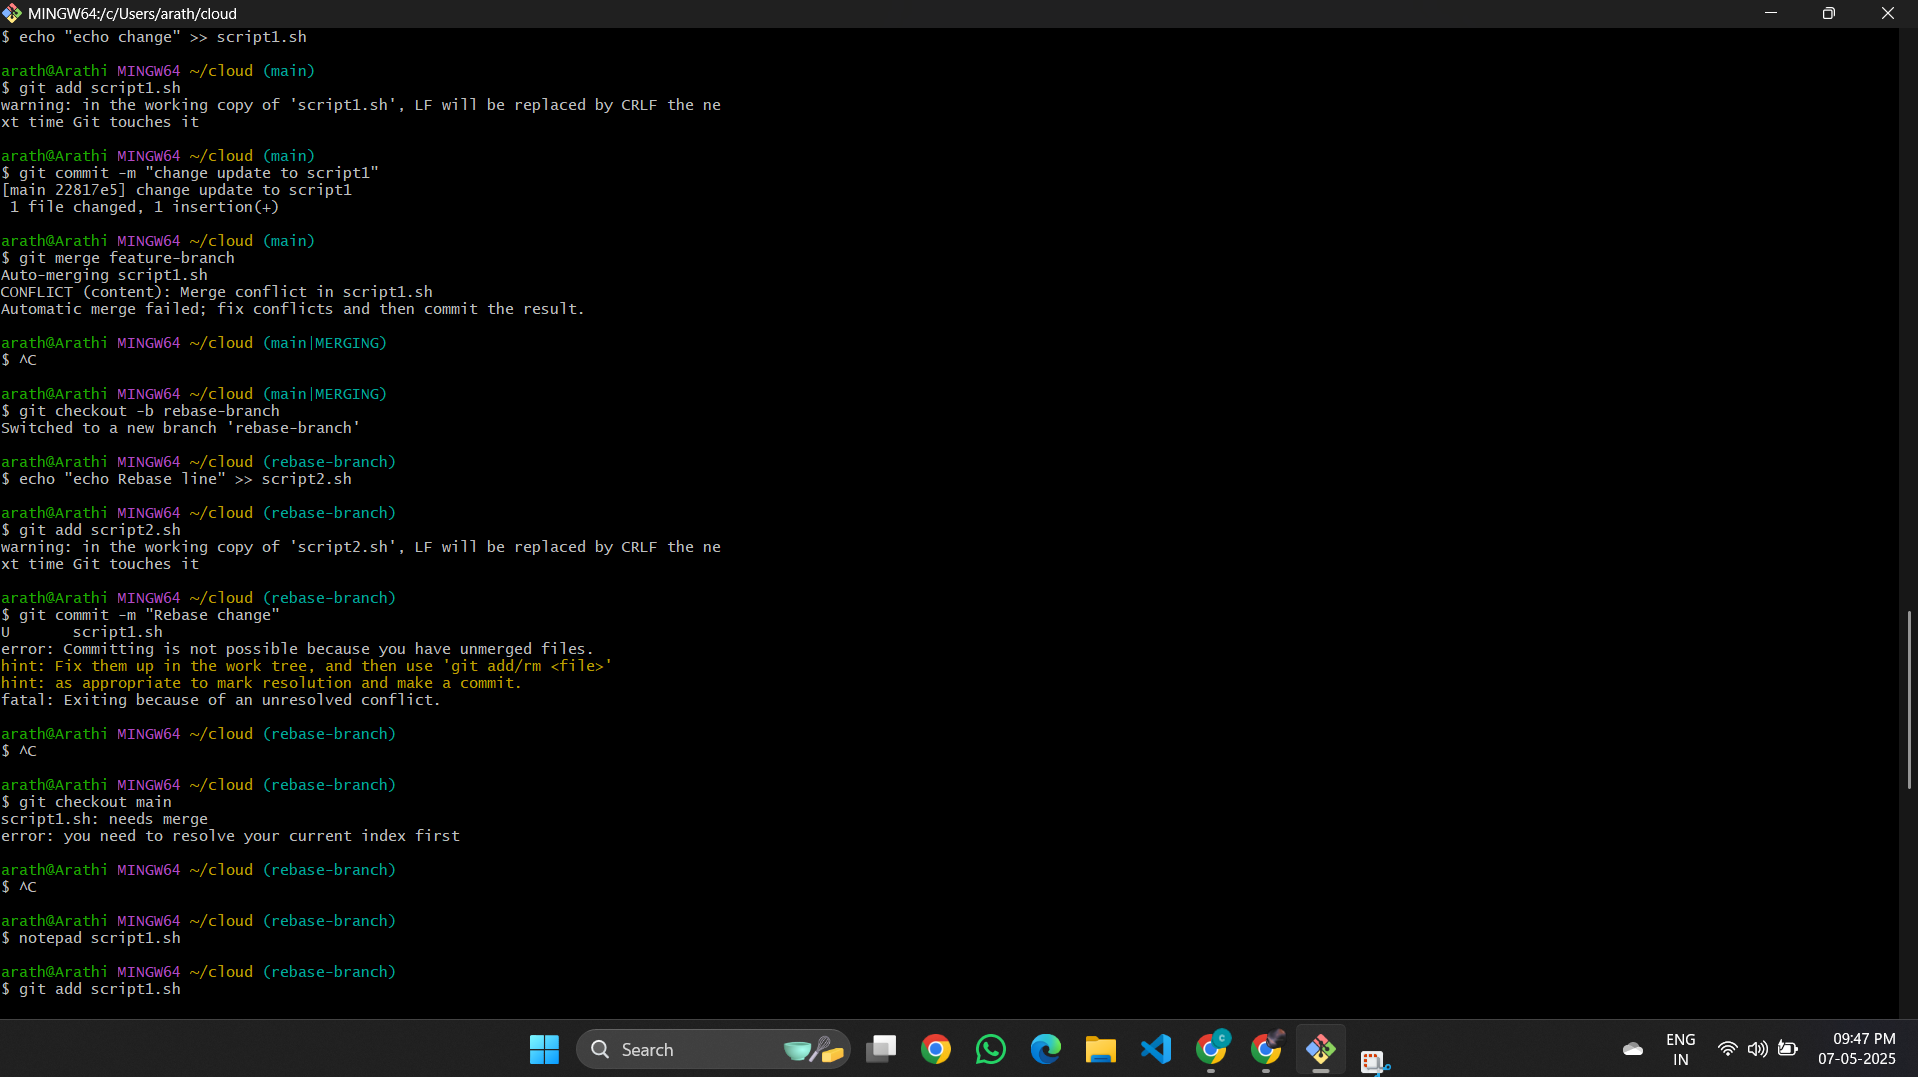 MINGW64:/c/Users/arath/cloud
$ echo "echo change" >> script1.sh
arath@Arathi MINGW64 ~/cloud (main)
$ git add script1.sh
warning: in the working copy of 'script1.sh', LF will be replaced by CRLF the ne
xt time Git touches it
arath@Arathi MINGW64 ~/cloud (main)
$ git commit -m "change update to script1"
[main 22817e5] change update to script1
 1 file changed, 1 insertion(+)
arath@Arathi MINGW64 ~/cloud (main)
$ git merge feature-branch
Auto-merging script1.sh
CONFLICT (content): Merge conflict in script1.sh
Automatic merge failed; fix conflicts and then commit the result.
arath@Arathi MINGW64 ~/cloud (main|MERGING)
$ ^C
arath@Arathi MINGW64 ~/cloud (main|MERGING)
$ git checkout -b rebase-branch
Switched to a new branch 'rebase-branch'
arath@Arathi MINGW64 ~/cloud (rebase-branch)
$ echo "echo Rebase line" >> script2.sh
arath@Arathi MINGW64 ~/cloud (rebase-branch)
$ git add script2.sh
warning: in the working copy of 'script2.sh', LF will be replaced by CRLF the ne
xt time Git touches it
arath@Arathi MINGW64 ~/cloud (rebase-branch)
$ git commit -m "Rebase change"
U       script1.sh
error: Committing is not possible because you have unmerged files.
hint: Fix them up in the work tree, and then use 'git add/rm <file>'
hint: as appropriate to mark resolution and make a commit.
fatal: Exiting because of an unresolved conflict.
arath@Arathi MINGW64 ~/cloud (rebase-branch)
$ ^C
arath@Arathi MINGW64 ~/cloud (rebase-branch)
$ git checkout main
script1.sh: needs merge
error: you need to resolve your current index first
arath@Arathi MINGW64 ~/cloud (rebase-branch)
$ ^C
arath@Arathi MINGW64 ~/cloud (rebase-branch)
$ notepad script1.sh
arath@Arathi MINGW64 ~/cloud (rebase-branch)
$ git add script1.sh
Search
C
ENG
IN
09:47 PM
07-05-2025